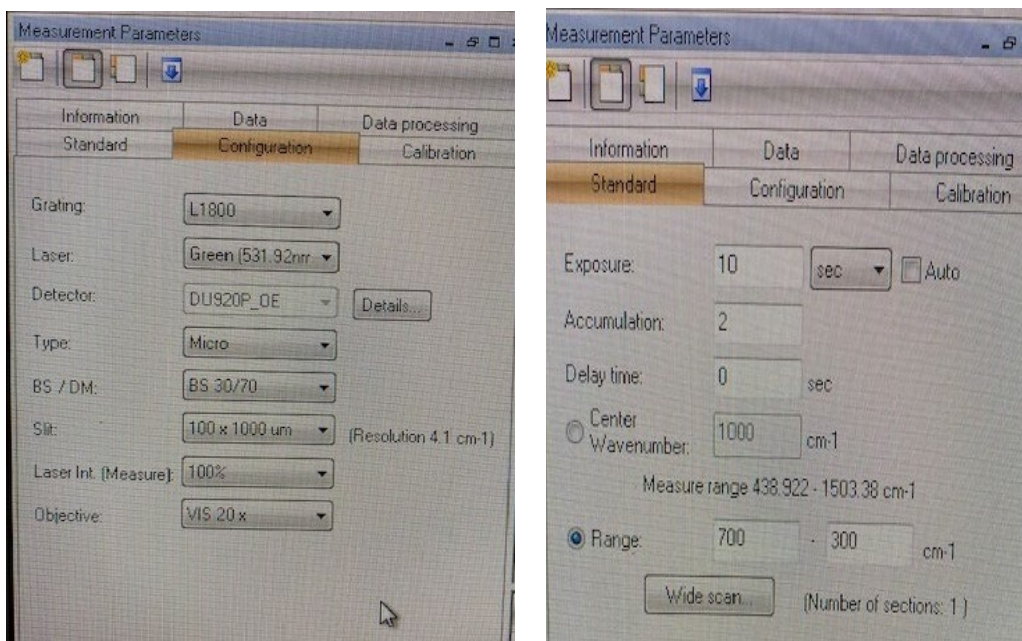 Measurement Parameters
Information Data Data processing
Standard Configuration Calibration
Grating: L1800
Laser: Green (531.92nm
Detector: DU920P_OE Details...
Type: Micro
BS / DM: BS 30/70
Slit: 100 x 1000 um (Resolution 4.1 cm-1)
Laser Int. (Measure): 100%
Objective: VIS 20 x
Measurement Parameters
Information Data Data processing
Standard Configuration Calibration
Exposure: 10 sec Auto
Accumulation: 2
Delay time: 0 sec
Center
Wavenumber: 1000 cm-1
Measure range 438.922 - 1503.38 cm-1
Range: 700 - 300 cm-1
Wide scan... (Number of sections: 1 )